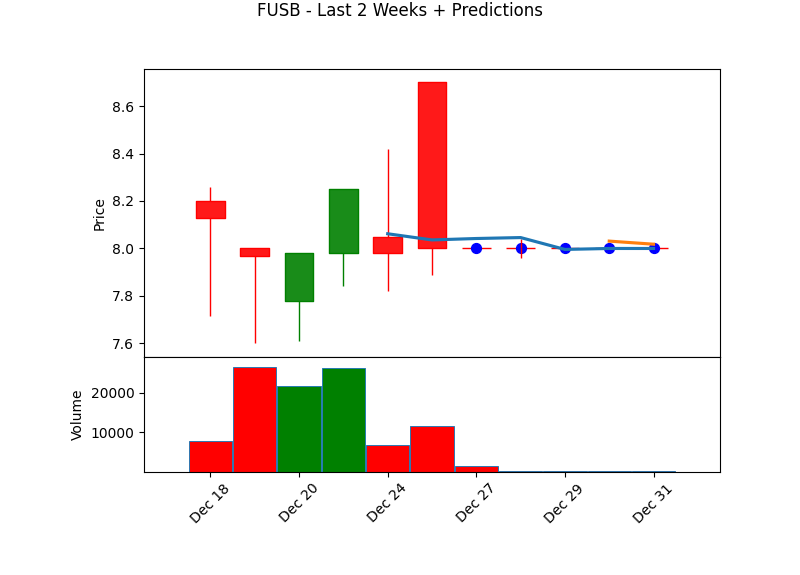 FUSB - Last 2 Weeks + Predictions
8.6
8.4
8.2
8.0
7.8
7.6
Price
20000
10000
Volume
Dec 18
Dec 20
Dec 24
Dec 27
Dec 29
Dec 31